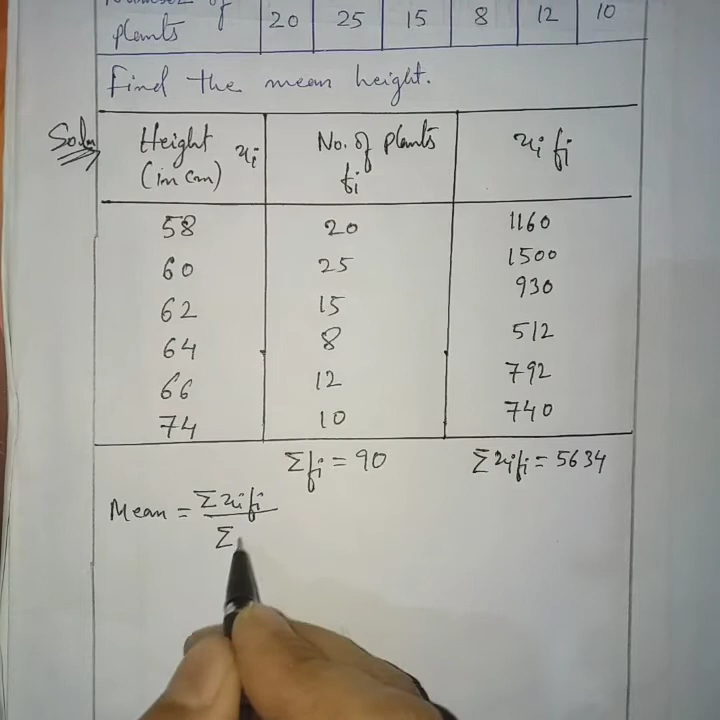 plants 20 25 15 8 12 10
Find the mean height.
Soln Height xi No. of plants xi fi
(in cm) fi
58 20 1160
60 25 1500
62 15 930
64 8 512
66 12 792
74 10 740
Σfi = 90 Σxifi = 5634
Mean = Σxifi
Σ